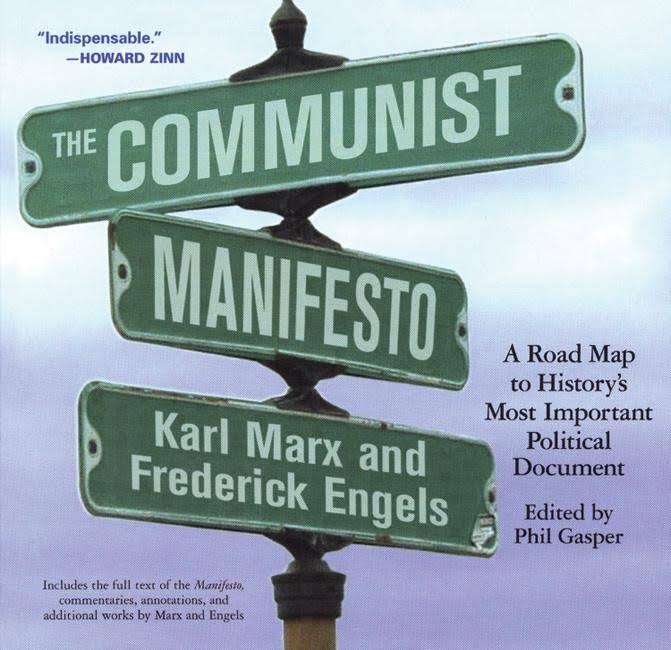 “Indispensable.”
—HOWARD ZINN
THE COMMUNIST
MANIFESTO
Karl Marx and
Frederick Engels
A Road Map
to History's
Most Important
Political
Document
Edited by
Phil Gasper
Includes the full text of the Manifesto,
commentaries, annotations, and
additional works by Marx and Engels